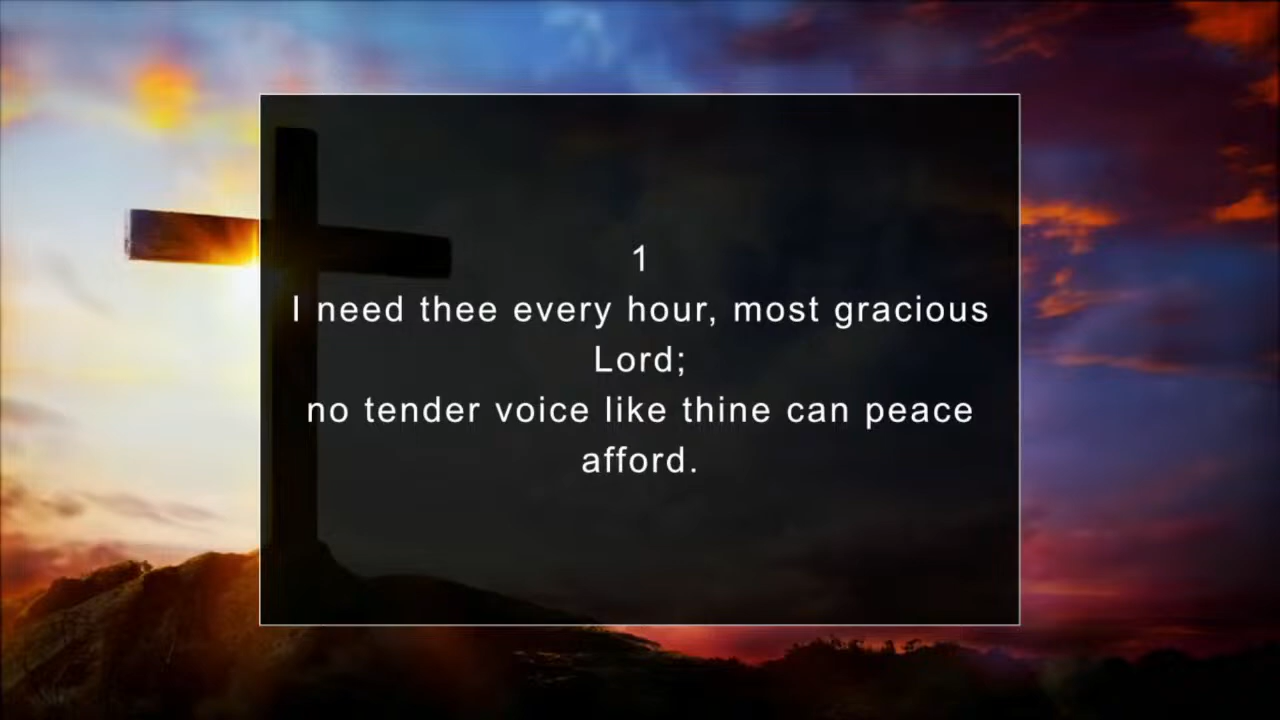 1
I need thee every hour, most gracious
Lord;
no tender voice like thine can peace
afford.